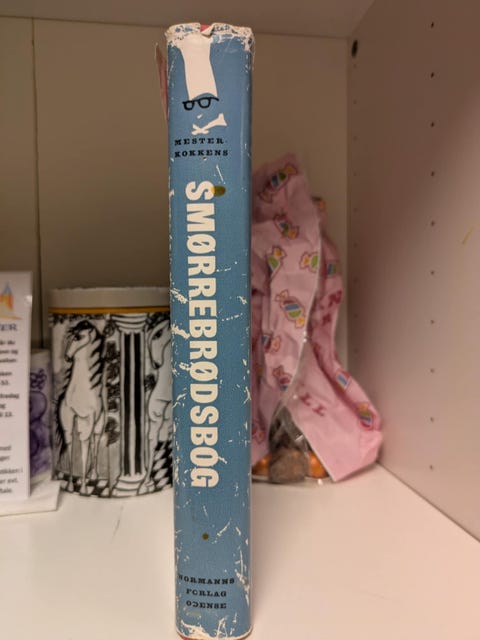 MESTER-
KOKKENS
SMØRREBRØDSBOG
NORMANNS
FORLAG
ODENSE